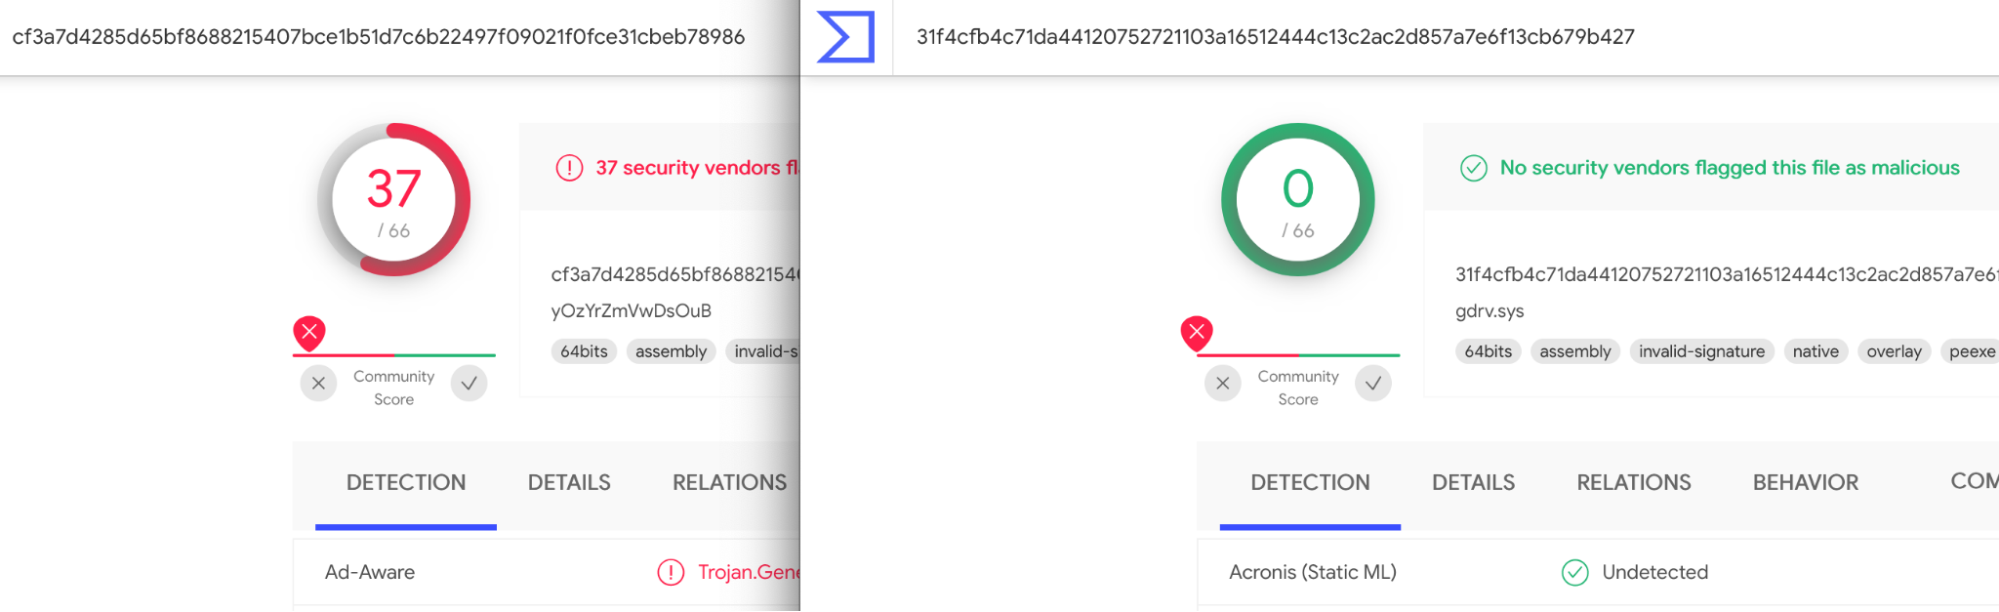 cf3a7d4285d65bf8688215407bce1b51d7c6b22497f09021f0fce31cbeb78986
37
/ 66
37 security vendors fl
cf3a7d4285d65bf86882154
yOzYrZmVwDsOuB
64bits assembly invalid-s
Community
Score
DETECTION DETAILS RELATIONS
Ad-Aware Trojan.Gene
31f4cfb4c71da44120752721103a16512444c13c2ac2d857a7e6f13cb679b427
0
/ 66
No security vendors flagged this file as malicious
31f4cfb4c71da44120752721103a16512444c13c2ac2d857a7e6f
gdrv.sys
64bits assembly invalid-signature native overlay peexe
Community
Score
DETECTION DETAILS RELATIONS BEHAVIOR COM
Acronis (Static ML) Undetected